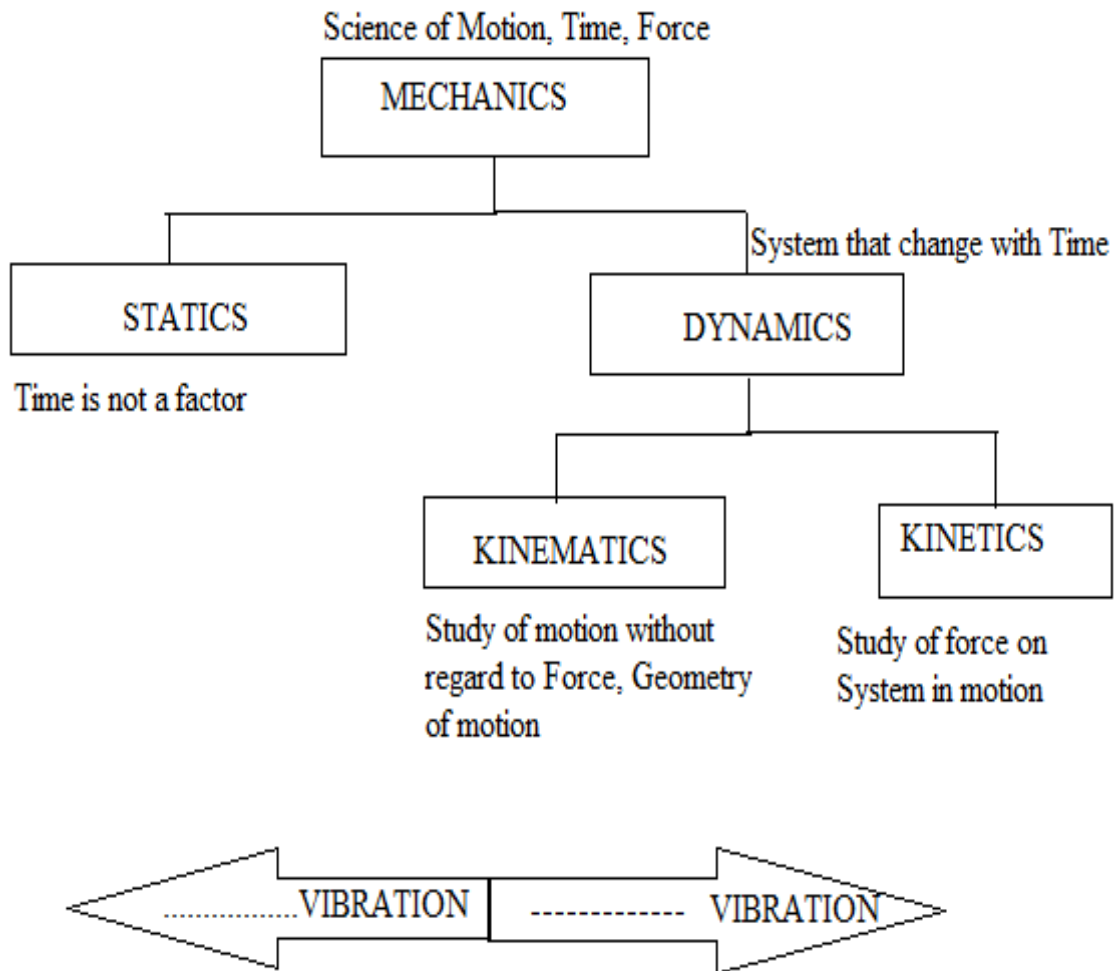 Science of Motion, Time, Force
MECHANICS
System that change with Time
STATICS
DYNAMICS
Time is not a factor
KINEMATICS
KINETICS
Study of motion without
regard to Force, Geometry
of motion
Study of force on
System in motion
..............VIBRATION
-------------- VIBRATION